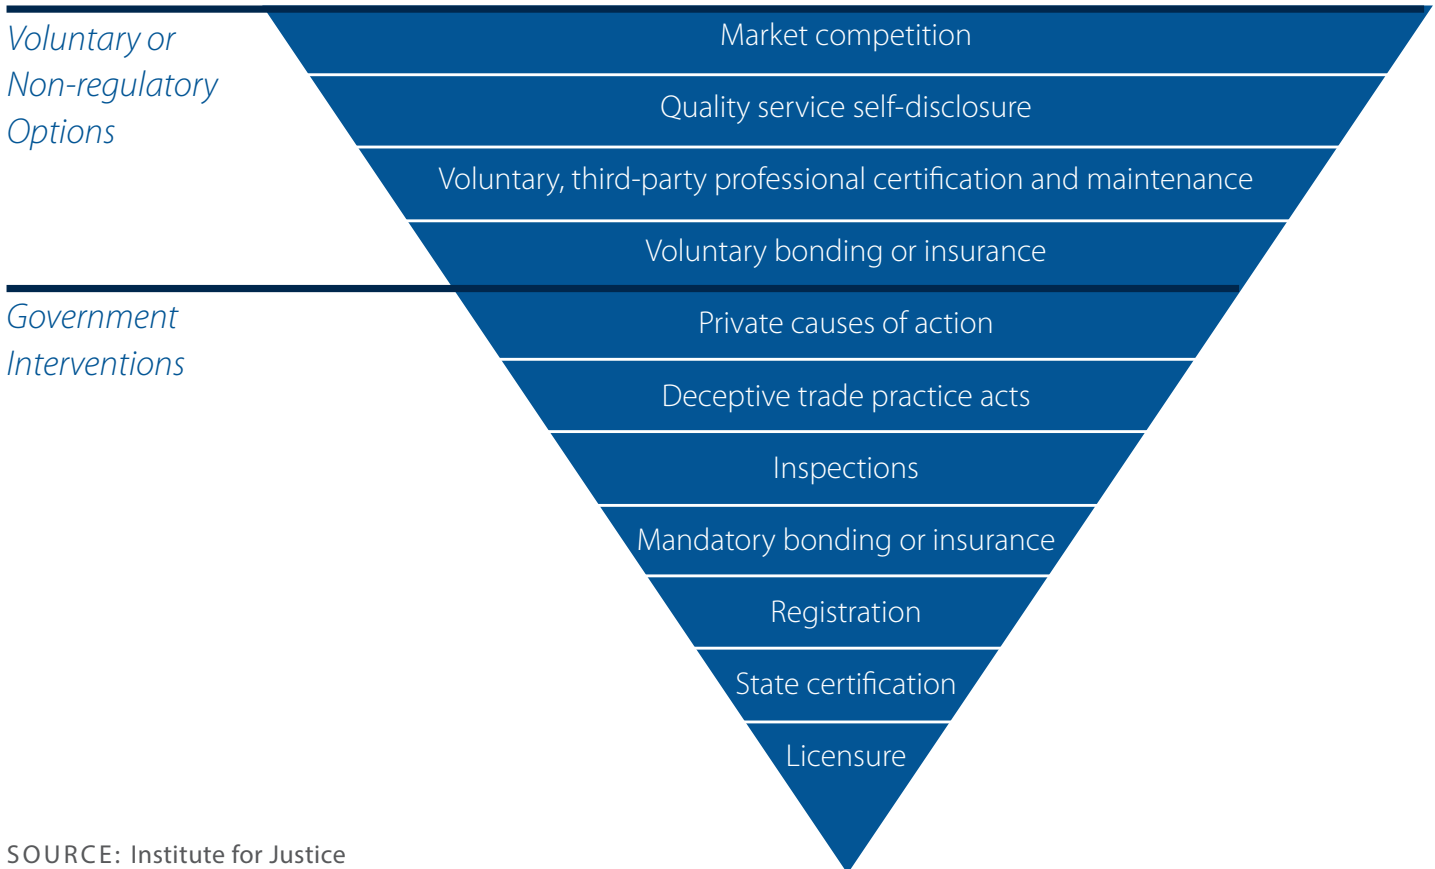 Voluntary or
Non-regulatory
Options
Market competition
Quality service self-disclosure
Voluntary, third-party professional certification and maintenance
Voluntary bonding or insurance
Government
Interventions
Private causes of action
Deceptive trade practice acts
Inspections
Mandatory bonding or insurance
Registration
State certification
Licensure
SOURCE: Institute for Justice